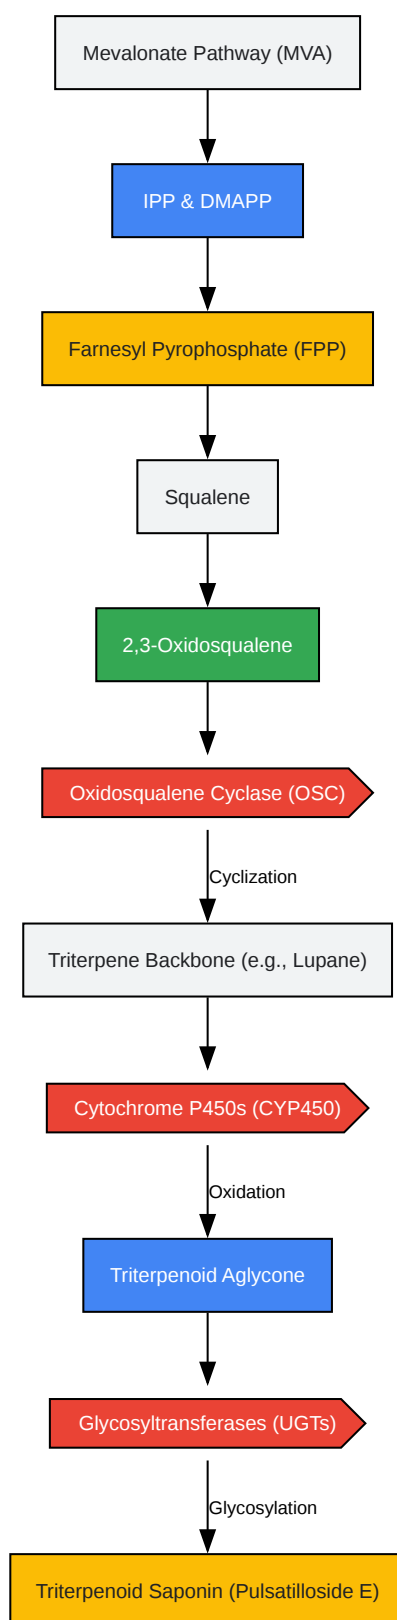 Mevalonate Pathway (MVA)
IPP & DMAPP
Farnesyl Pyrophosphate (FPP)
Squalene
2,3-Oxidosqualene
Oxidosqualene Cyclase (OSC)
Cyclization
Triterpene Backbone (e.g., Lupane)
Cytochrome P450s (CYP450)
Oxidation
Triterpenoid Aglycone
Glycosyltransferases (UGTs)
Glycosylation
Triterpenoid Saponin (Pulsatilloside E)